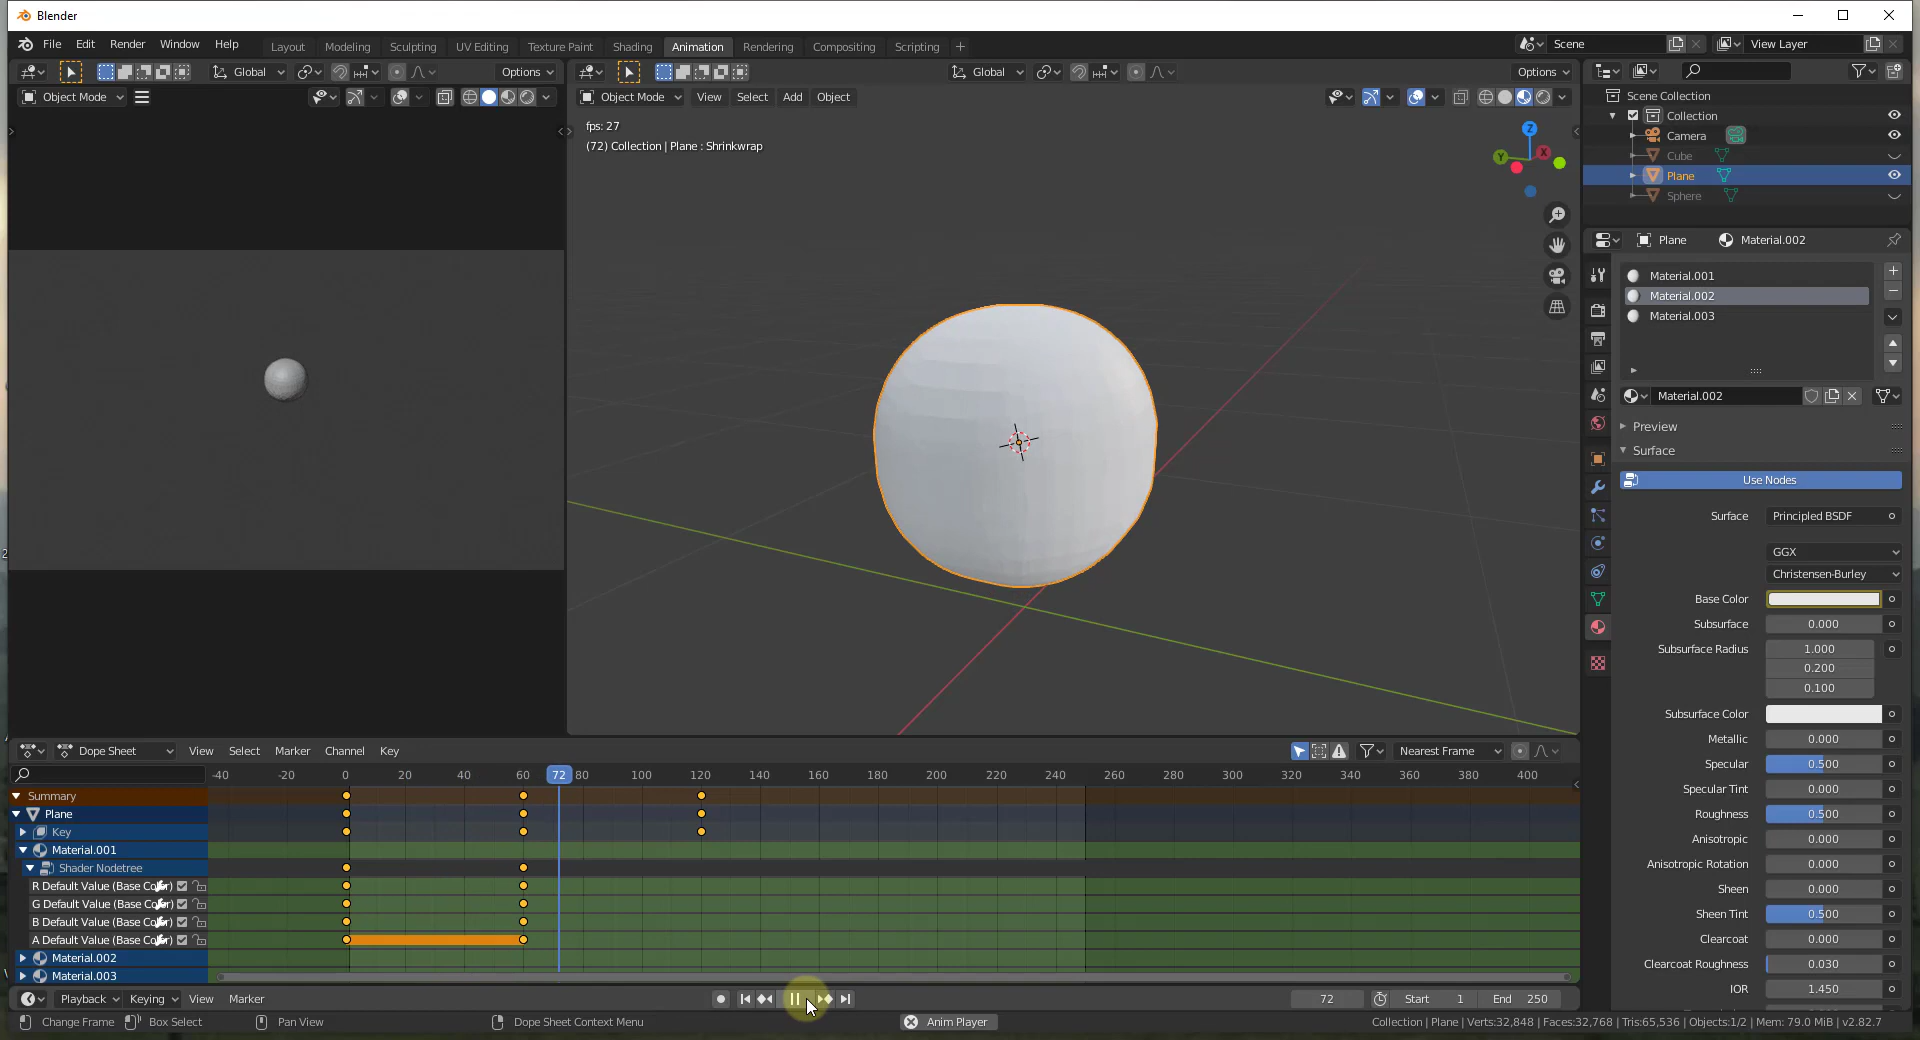 Blender
File Edit Render Window Help
Layout Modeling Sculpting UV Editing Texture Paint Shading Animation Rendering Compositing Scripting +
Scene
View Layer
Global
Options
Object Mode
Global
Options
Object Mode View Select Add Object
fps: 27
(72) Collection | Plane : Shrinkwrap
Z
Y
X
Scene Collection
Collection
Camera
Cube
Plane
Sphere
Plane
Material.002
Material.001
Material.002
Material.003
Material.002
Preview
Surface
Use Nodes
Surface Principled BSDF
GGX
Christensen-Burley
Base Color
Subsurface 0.000
Subsurface Radius 1.000
0.200
0.100
Subsurface Color
Metallic 0.000
Specular 0.500
Specular Tint 0.000
Roughness 0.500
Anisotropic 0.000
Anisotropic Rotation 0.000
Sheen 0.000
Sheen Tint 0.500
Clearcoat 0.000
Clearcoat Roughness 0.030
IOR 1.450
Dope Sheet View Select Marker Channel Key
Nearest Frame
-40 -20 0 20 40 60 72 80 100 120 140 160 180 200 220 240 260 280 300 320 340 360 380 400
Summary
Plane
Key
Material.001
Shader Nodetree
R Default Value (Base Color)
G Default Value (Base Color)
B Default Value (Base Color)
A Default Value (Base Color)
Material.002
Material.003
Playback Keying View Marker
72 Start 1 End 250
Change Frame Box Select Pan View Dope Sheet Context Menu Anim Player
Collection | Plane | Verts:32,848 | Faces:32,768 | Tris:65,536 | Objects:1/2 | Mem: 79.0 MiB | v2.82.7